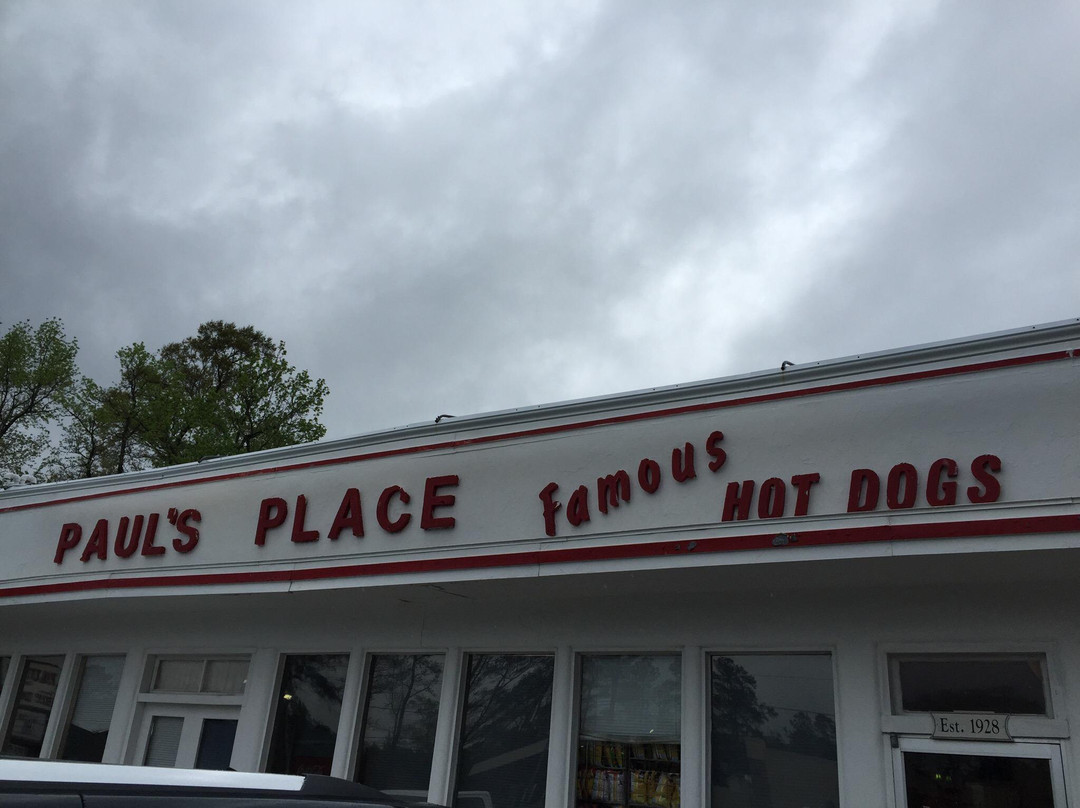 PAUL'S PLACE Famous HOT DOGS
Est. 1928